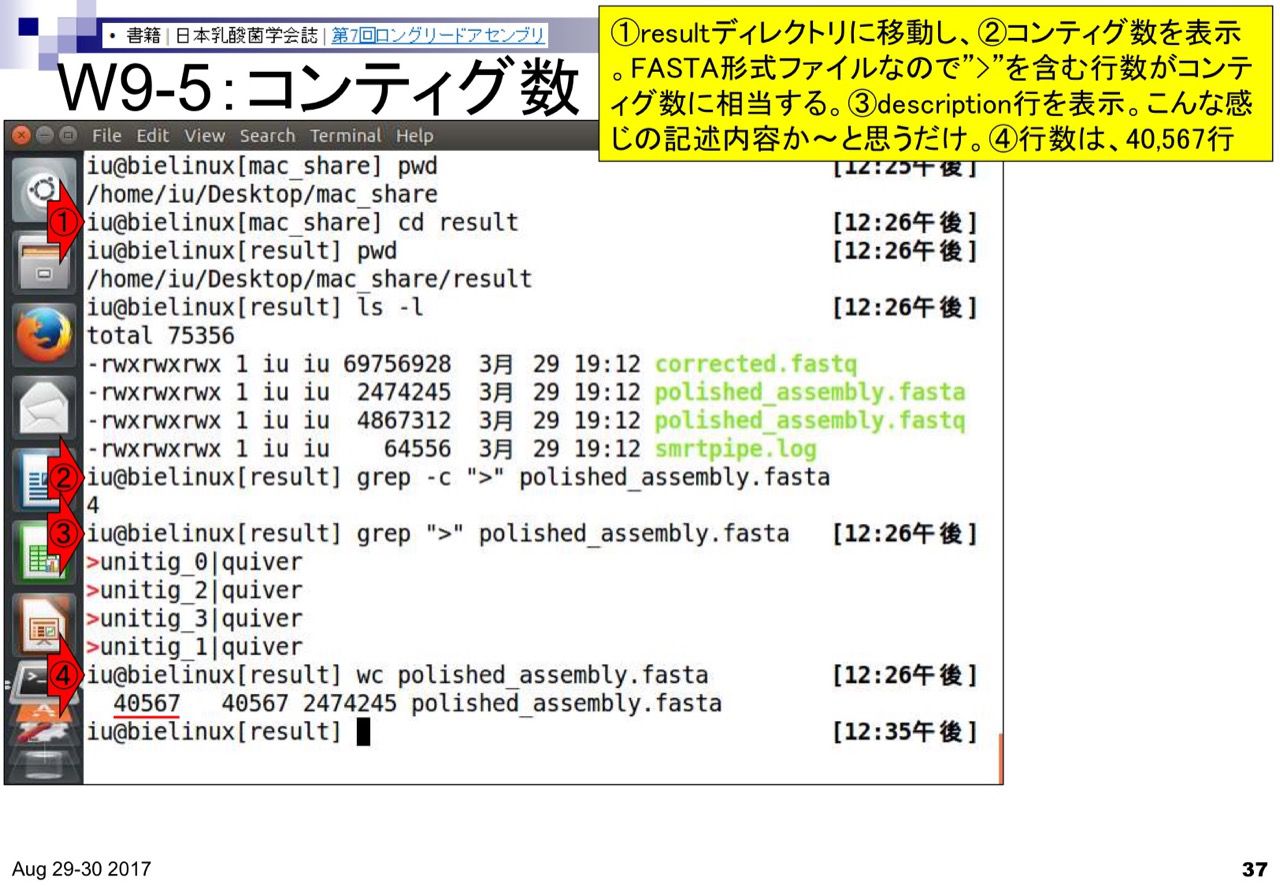 • 書籍 | 日本乳酸菌学会誌 | 第7回ロングリードアセンブリ
W9-5：コンティグ数
①resultディレクトリに移動し、②コンティグ数を表示
。FASTA形式ファイルなので”>”を含む行数がコンテ
ィグ数に相当する。③description行を表示。こんな感
じの記述内容か～と思うだけ。④行数は、40,567行
File Edit View Search Terminal Help
iu@bielinux[mac_share] pwd [12:25午後]
/home/iu/Desktop/mac_share
① iu@bielinux[mac_share] cd result [12:26午後]
iu@bielinux[result] pwd [12:26午後]
/home/iu/Desktop/mac_share/result
iu@bielinux[result] ls -l [12:26午後]
total 75356
-rwxrwxrwx 1 iu iu 69756928 3月 29 19:12 corrected.fastq
-rwxrwxrwx 1 iu iu 2474245 3月 29 19:12 polished_assembly.fasta
-rwxrwxrwx 1 iu iu 4867312 3月 29 19:12 polished_assembly.fastq
-rwxrwxrwx 1 iu iu 64556 3月 29 19:12 smrtpipe.log
② iu@bielinux[result] grep -c ">" polished_assembly.fasta
4
③ iu@bielinux[result] grep ">" polished_assembly.fasta [12:26午後]
>unitig_0|quiver
>unitig_2|quiver
>unitig_3|quiver
>unitig_1|quiver
④ iu@bielinux[result] wc polished_assembly.fasta [12:26午後]
40567 40567 2474245 polished_assembly.fasta
iu@bielinux[result] [12:35午後]
Aug 29-30 2017
37